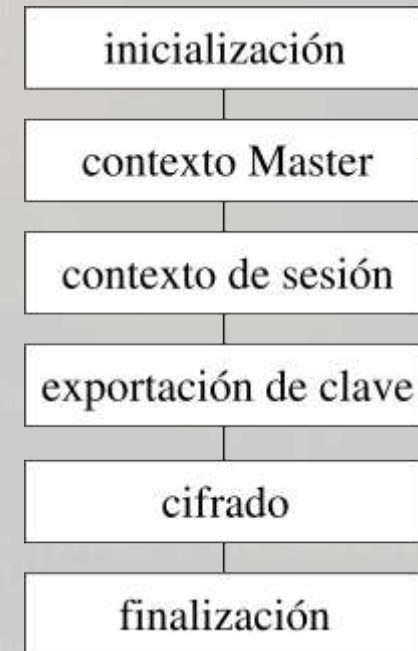 inicialización
contexto Master
contexto de sesión
exportación de clave
cifrado
finalización